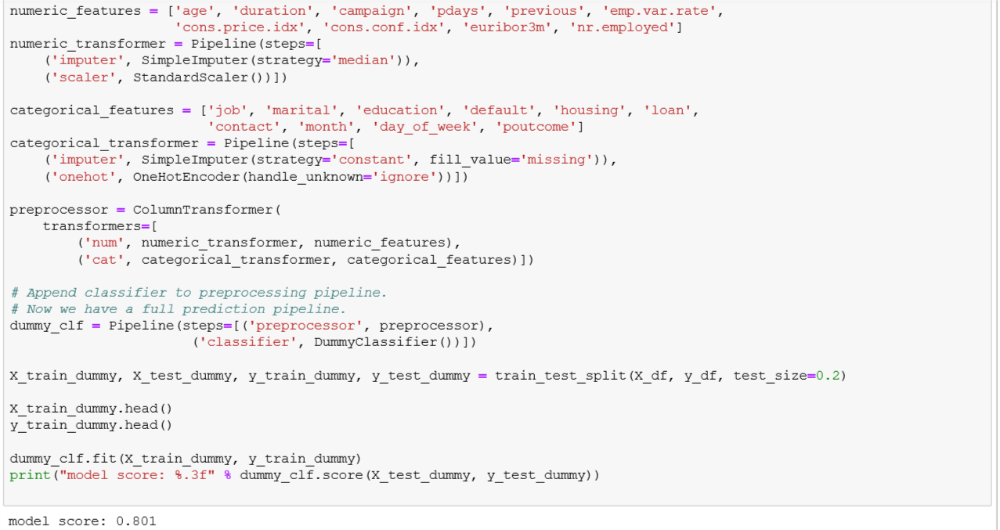 numeric_features = ['age', 'duration', 'campaign', 'pdays', 'previous', 'emp.var.rate',
                    'cons.price.idx', 'cons.conf.idx', 'euribor3m', 'nr.employed']
numeric_transformer = Pipeline(steps=[
    ('imputer', SimpleImputer(strategy='median')),
    ('scaler', StandardScaler())])

categorical_features = ['job', 'marital', 'education', 'default', 'housing', 'loan',
                        'contact', 'month', 'day_of_week', 'poutcome']
categorical_transformer = Pipeline(steps=[
    ('imputer', SimpleImputer(strategy='constant', fill_value='missing')),
    ('onehot', OneHotEncoder(handle_unknown='ignore'))])

preprocessor = ColumnTransformer(
    transformers=[
        ('num', numeric_transformer, numeric_features),
        ('cat', categorical_transformer, categorical_features)])

# Append classifier to preprocessing pipeline.
# Now we have a full prediction pipeline.
dummy_clf = Pipeline(steps=[('preprocessor', preprocessor),
                      ('classifier', DummyClassifier())])

X_train_dummy, X_test_dummy, y_train_dummy, y_test_dummy = train_test_split(X_df, y_df, test_size=0.2)

X_train_dummy.head()
y_train_dummy.head()

dummy_clf.fit(X_train_dummy, y_train_dummy)
print("model score: %.3f" % dummy_clf.score(X_test_dummy, y_test_dummy))

model score: 0.801